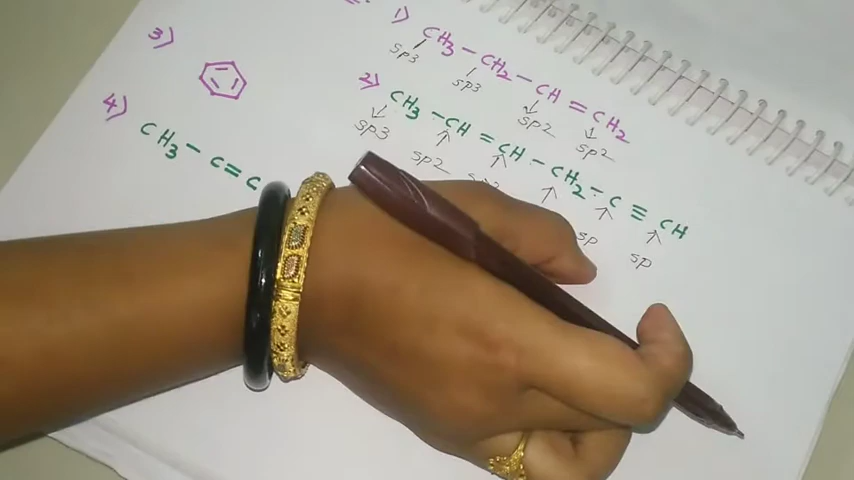 1) CH3 - CH2 - CH = CH2
sp3 sp3 sp2 sp2
2) CH3 - CH = CH - CH2 - C ≡ CH
sp3 sp2 sp sp
3)
4) CH3 - C = C